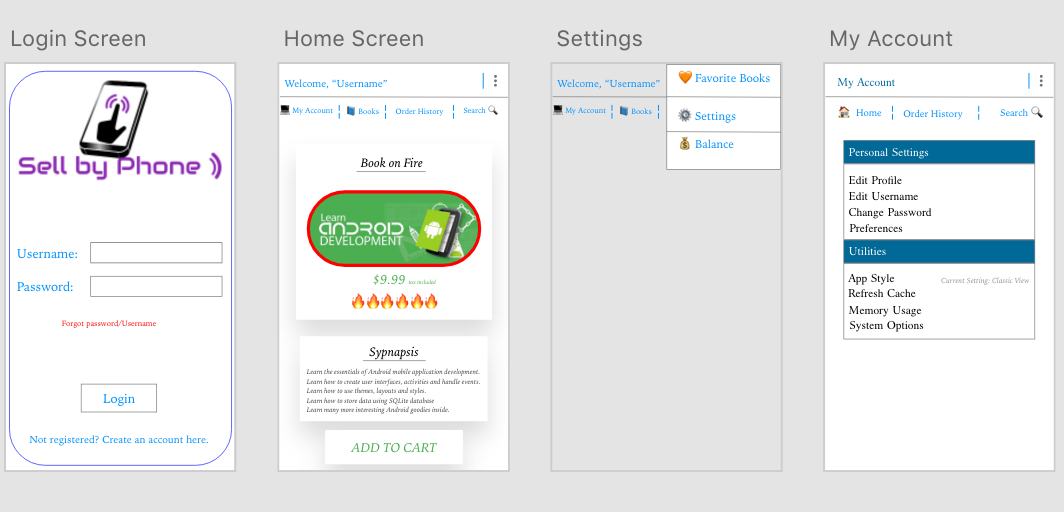 Login Screen
Sell by Phone
Username:
Password:
Forgot password/Username
Login
Not registered? Create an account here.
Home Screen
Welcome, “Username”
My Account
Books
Order History
Search
Book on Fire
Learn
ANDROID
DEVELOPMENT
$9.99 tax included
Sypnapsis
Learn the essentials of Android mobile application development.
Learn how to create user interfaces, activities and handle events.
Learn how to use themes, layouts and styles.
Learn how to store data using SQLite database
Learn many more interesting Android goodies inside.
ADD TO CART
Settings
Welcome, “Username”
My Account
Books
Favorite Books
Settings
Balance
My Account
My Account
Home
Order History
Search
Personal Settings
Edit Profile
Edit Username
Change Password
Preferences
Utilities
App Style
Current Setting: Classic View
Refresh Cache
Memory Usage
System Options